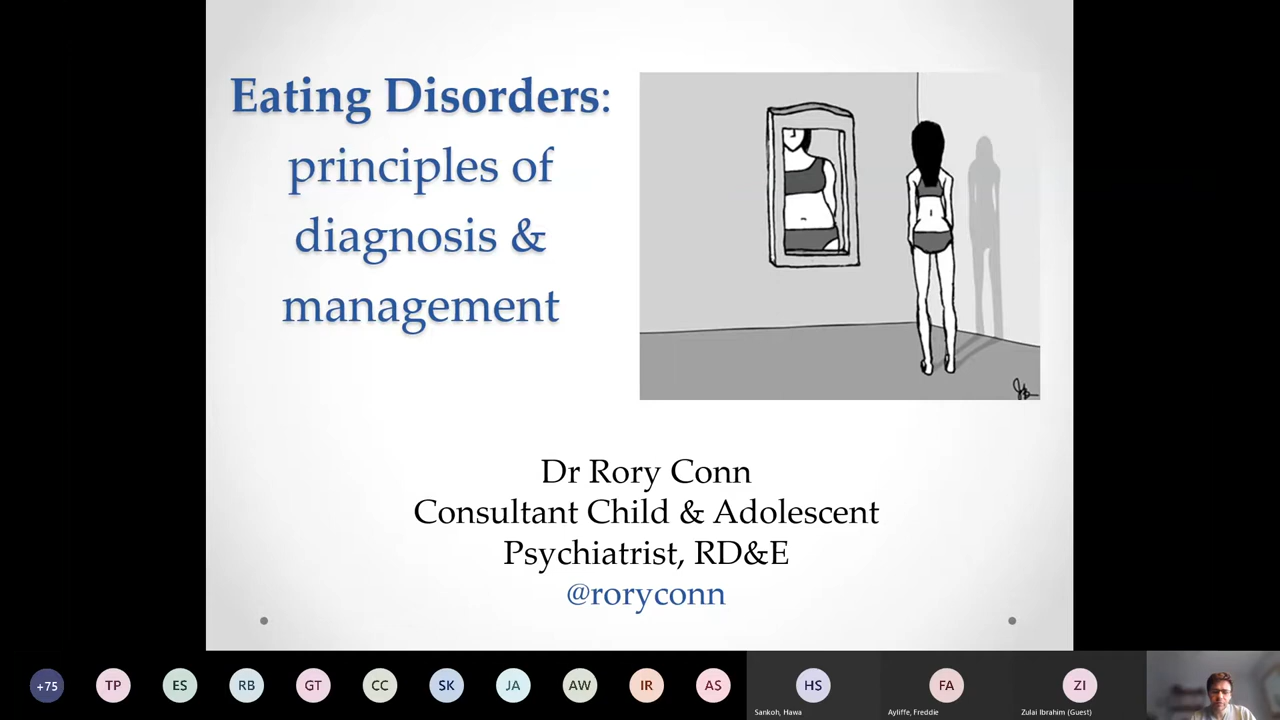 Eating Disorders:
principles of
diagnosis &
management
Dr Rory Conn
Consultant Child & Adolescent
Psychiatrist, RD&E
@roryconn
+75
TP
ES
RB
GT
CC
SK
JA
AW
IR
AS
HS
FA
ZI
Sankoh, Hawa
Ayliffe, Freddie
Zulai Ibrahim (Guest)